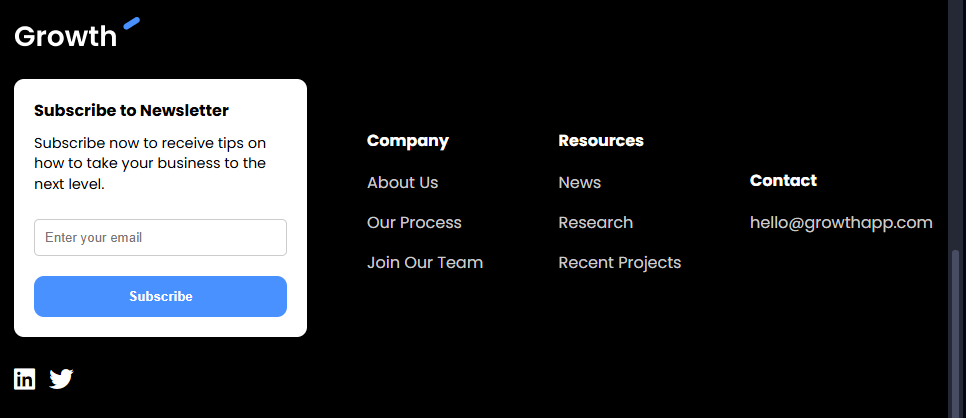 Growth
Subscribe to Newsletter
Subscribe now to receive tips on
how to take your business to the
next level.
Enter your email
Subscribe
Company
About Us
Our Process
Join Our Team
Resources
News
Research
Recent Projects
Contact
hello@growthapp.com
in